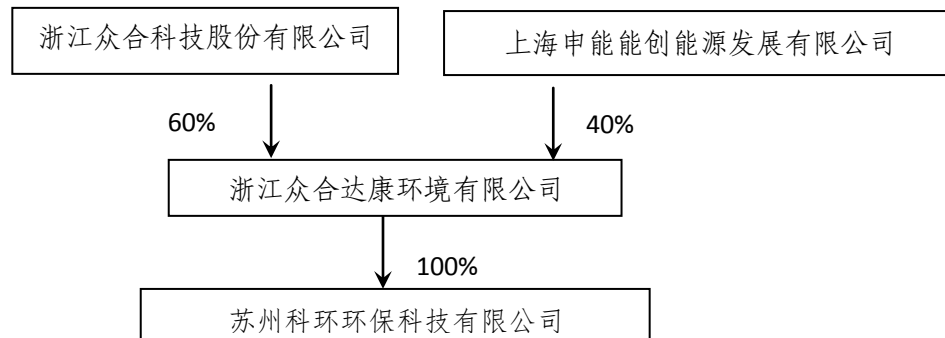 浙江众合科技股份有限公司
上海申能能创能源发展有限公司
60%
40%
浙江众合达康环境有限公司
100%
苏州科环环保科技有限公司